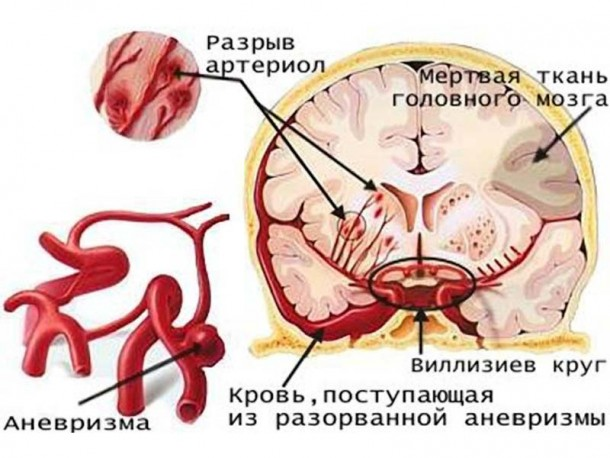 Разрыв
артериол
Мертвая ткань
головного мозга
Виллизиев круг
Кровь,поступающая
из разорванной аневризмы
Аневризма